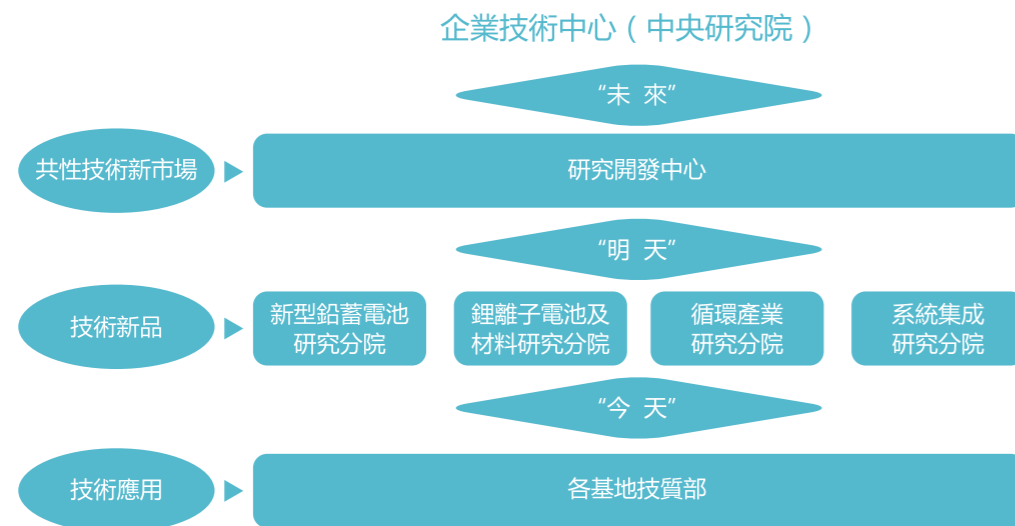 企業技術中心（中央研究院）
“未 來”
共性技術新市場
研究開發中心
“明 天”
技術新品
新型鉛蓄電池
研究分院
鋰離子電池及
材料研究分院
循環產業
研究分院
系統集成
研究分院
“今 天”
技術應用
各基地技質部